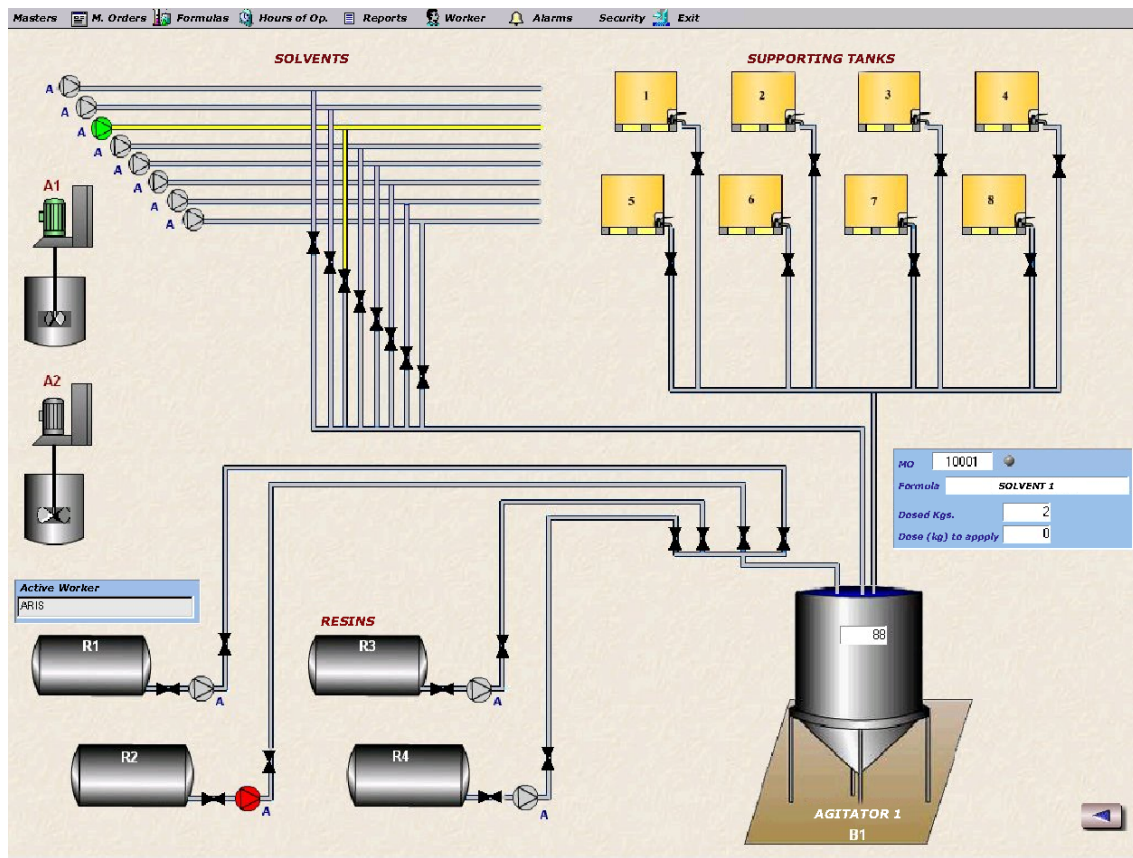 Masters M. Orders Formulas Hours of Op. Reports Worker Alarms Security Exit
SOLVENTS
SUPPORTING TANKS
A
A
A
A
A
A
A
A
1 2 3 4
5 6 7 8
A1
A2
MO 10001
Formula SOLVENT 1
Dosed Kgs. 2
Dose (kg) to appply 0
Active Worker
ARIS
RESINS
88
R1 R3
A A
R2 R4
A A
AGITATOR 1
B1